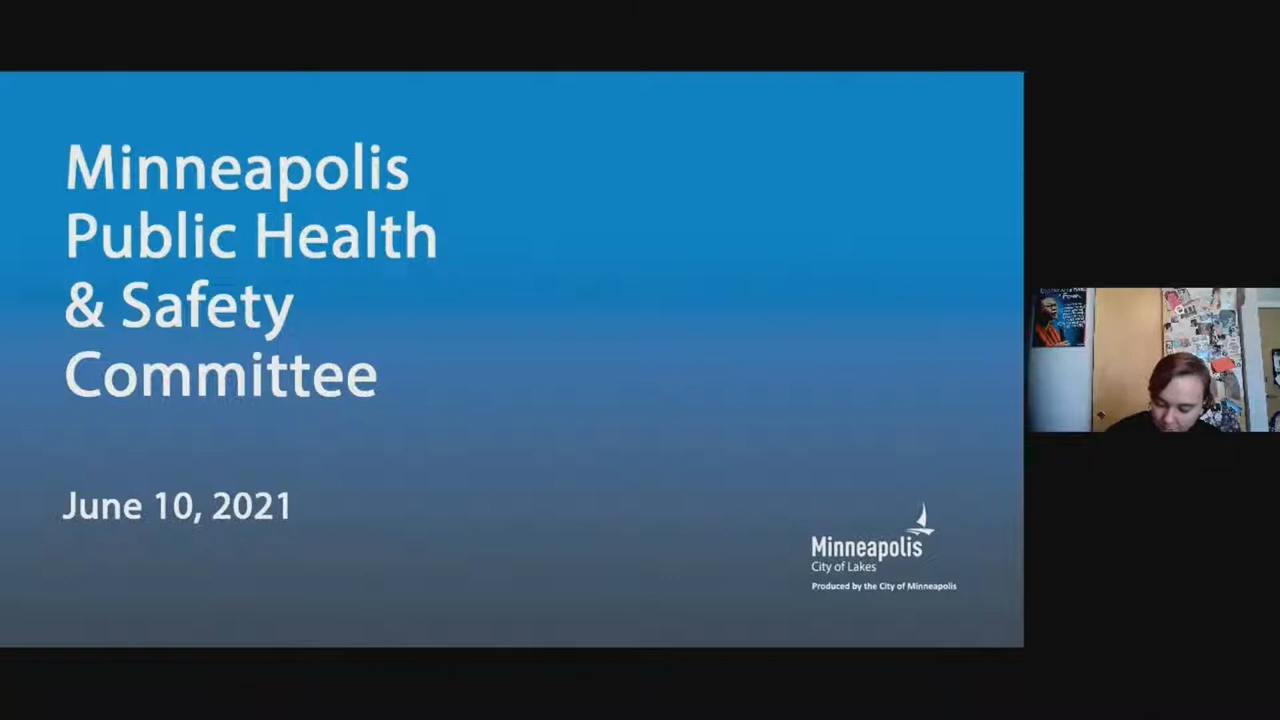 Minneapolis
Public Health
& Safety
Committee
June 10, 2021
Minneapolis
City of Lakes
Produced by the City of Minneapolis